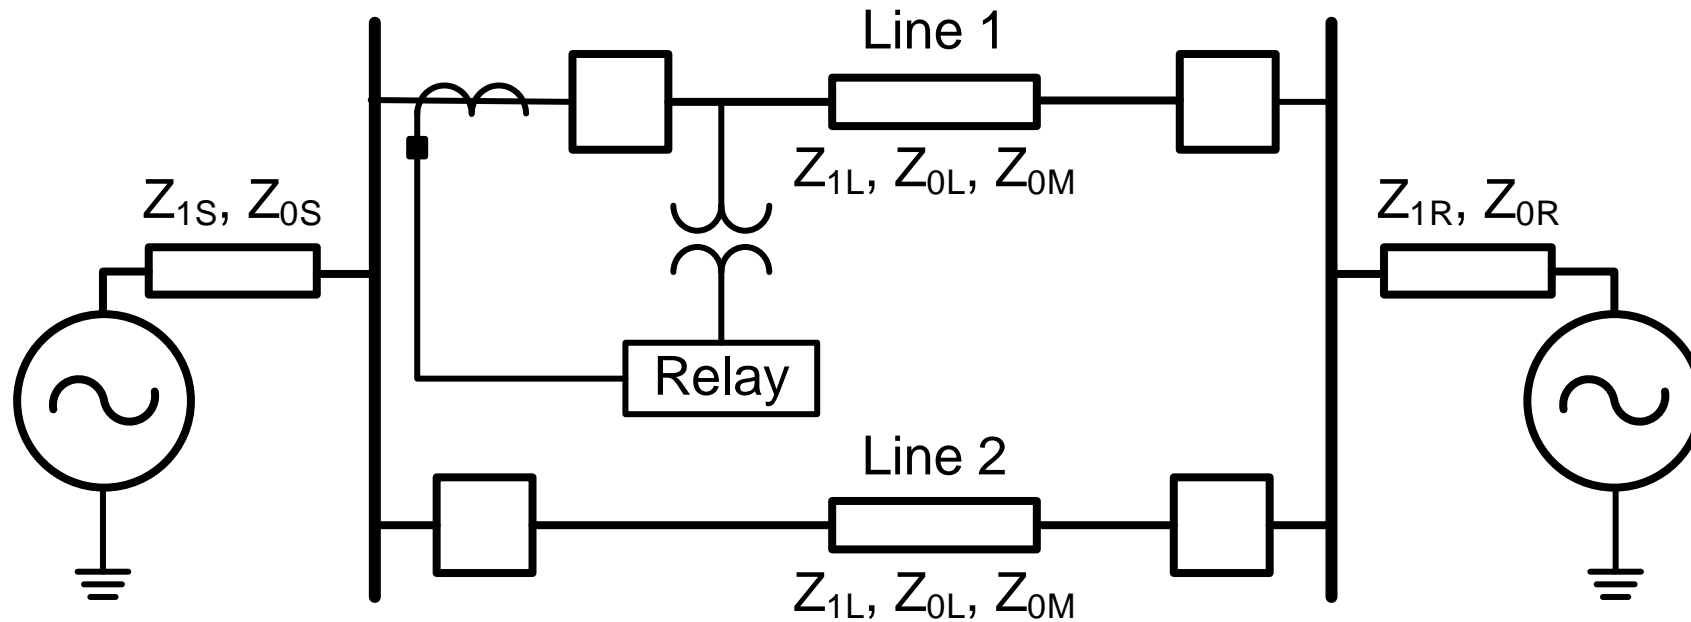 Line 1
Z1L, Z0L, Z0M
Z1S, Z0S
Z1R, Z0R
Relay
Line 2
Z1L, Z0L, Z0M